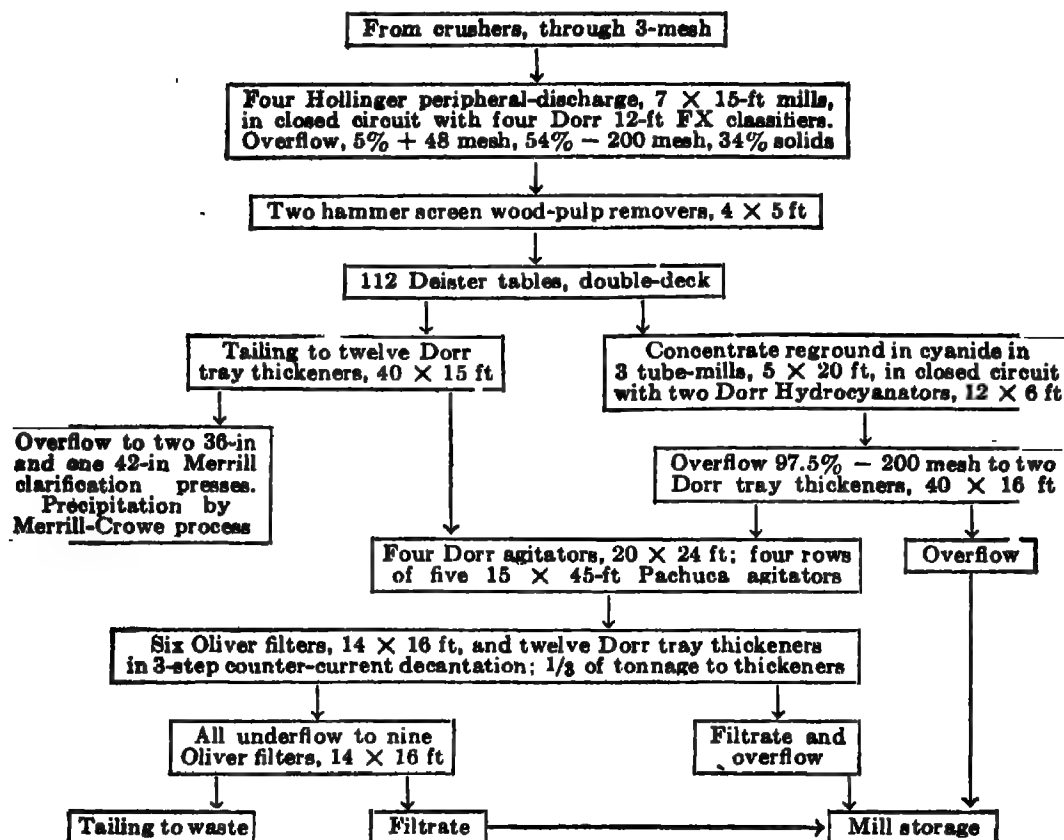 From crushers, through 3-mesh
Four Hollinger peripheral-discharge, 7 × 15-ft mills,
in closed circuit with four Dorr 12-ft FX classifiers.
Overflow, 5% + 48 mesh, 54% − 200 mesh, 34% solids
Two hammer screen wood-pulp removers, 4 × 5 ft
112 Deister tables, double-deck
Tailing to twelve Dorr
tray thickeners, 40 × 15 ft
Concentrate reground in cyanide in
3 tube-mills, 5 × 20 ft, in closed circuit
with two Dorr Hydrocyanators, 12 × 6 ft
Overflow to two 36-in
and one 42-in Merrill
clarification presses.
Precipitation by
Merrill-Crowe process
Overflow 97.5% − 200 mesh to two
Dorr tray thickeners, 40 × 16 ft
Four Dorr agitators, 20 × 24 ft; four rows
of five 15 × 45-ft Pachuca agitators
Overflow
Six Oliver filters, 14 × 16 ft, and twelve Dorr tray thickeners
in 3-step counter-current decantation; 1/3 of tonnage to thickeners
All underflow to nine
Oliver filters, 14 × 16 ft
Filtrate and
overflow
Tailing to waste
Filtrate
Mill storage